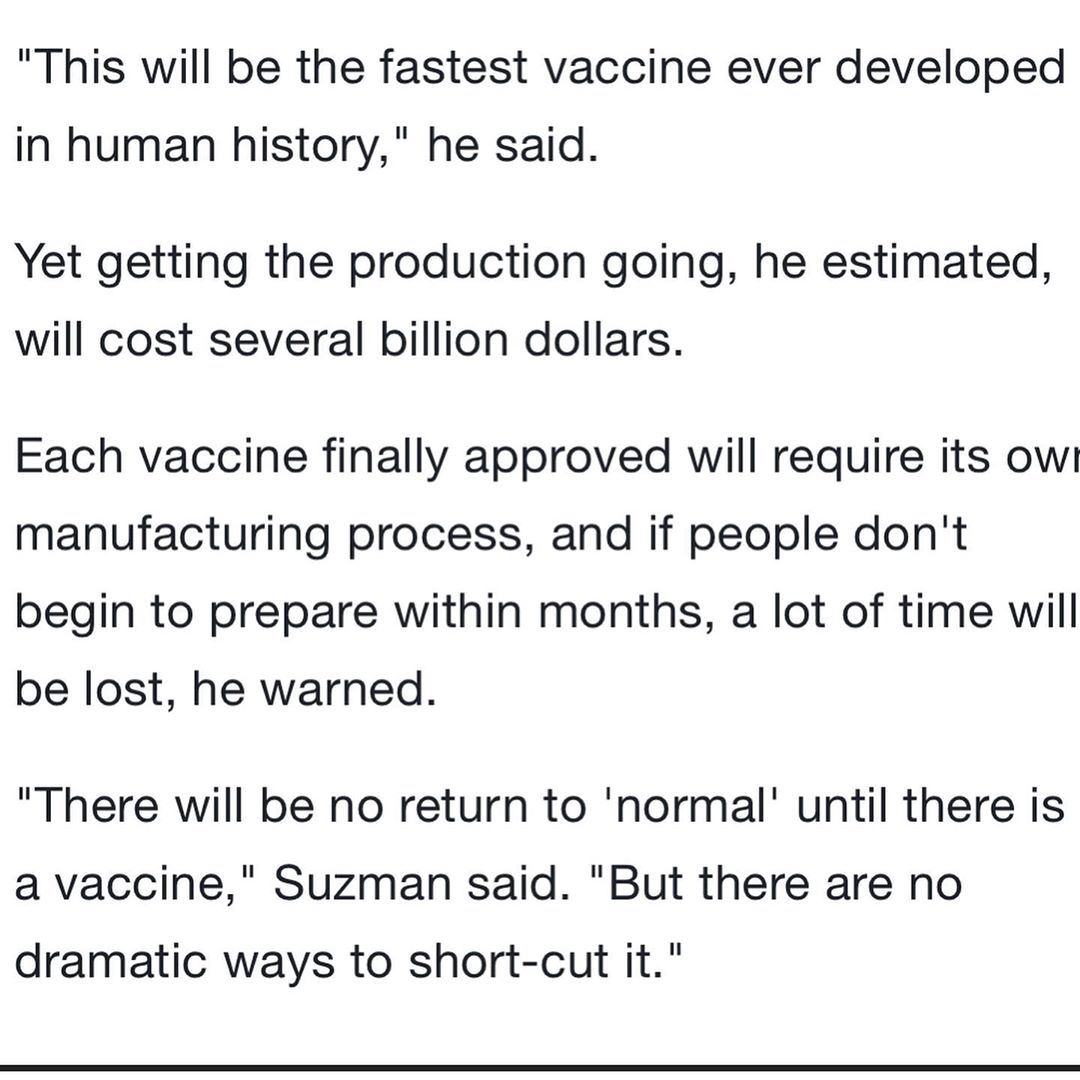 "This will be the fastest vaccine ever developed
in human history," he said.
Yet getting the production going, he estimated,
will cost several billion dollars.
Each vaccine finally approved will require its own
manufacturing process, and if people don't
begin to prepare within months, a lot of time will
be lost, he warned.
"There will be no return to 'normal' until there is
a vaccine," Suzman said. "But there are no
dramatic ways to short-cut it."